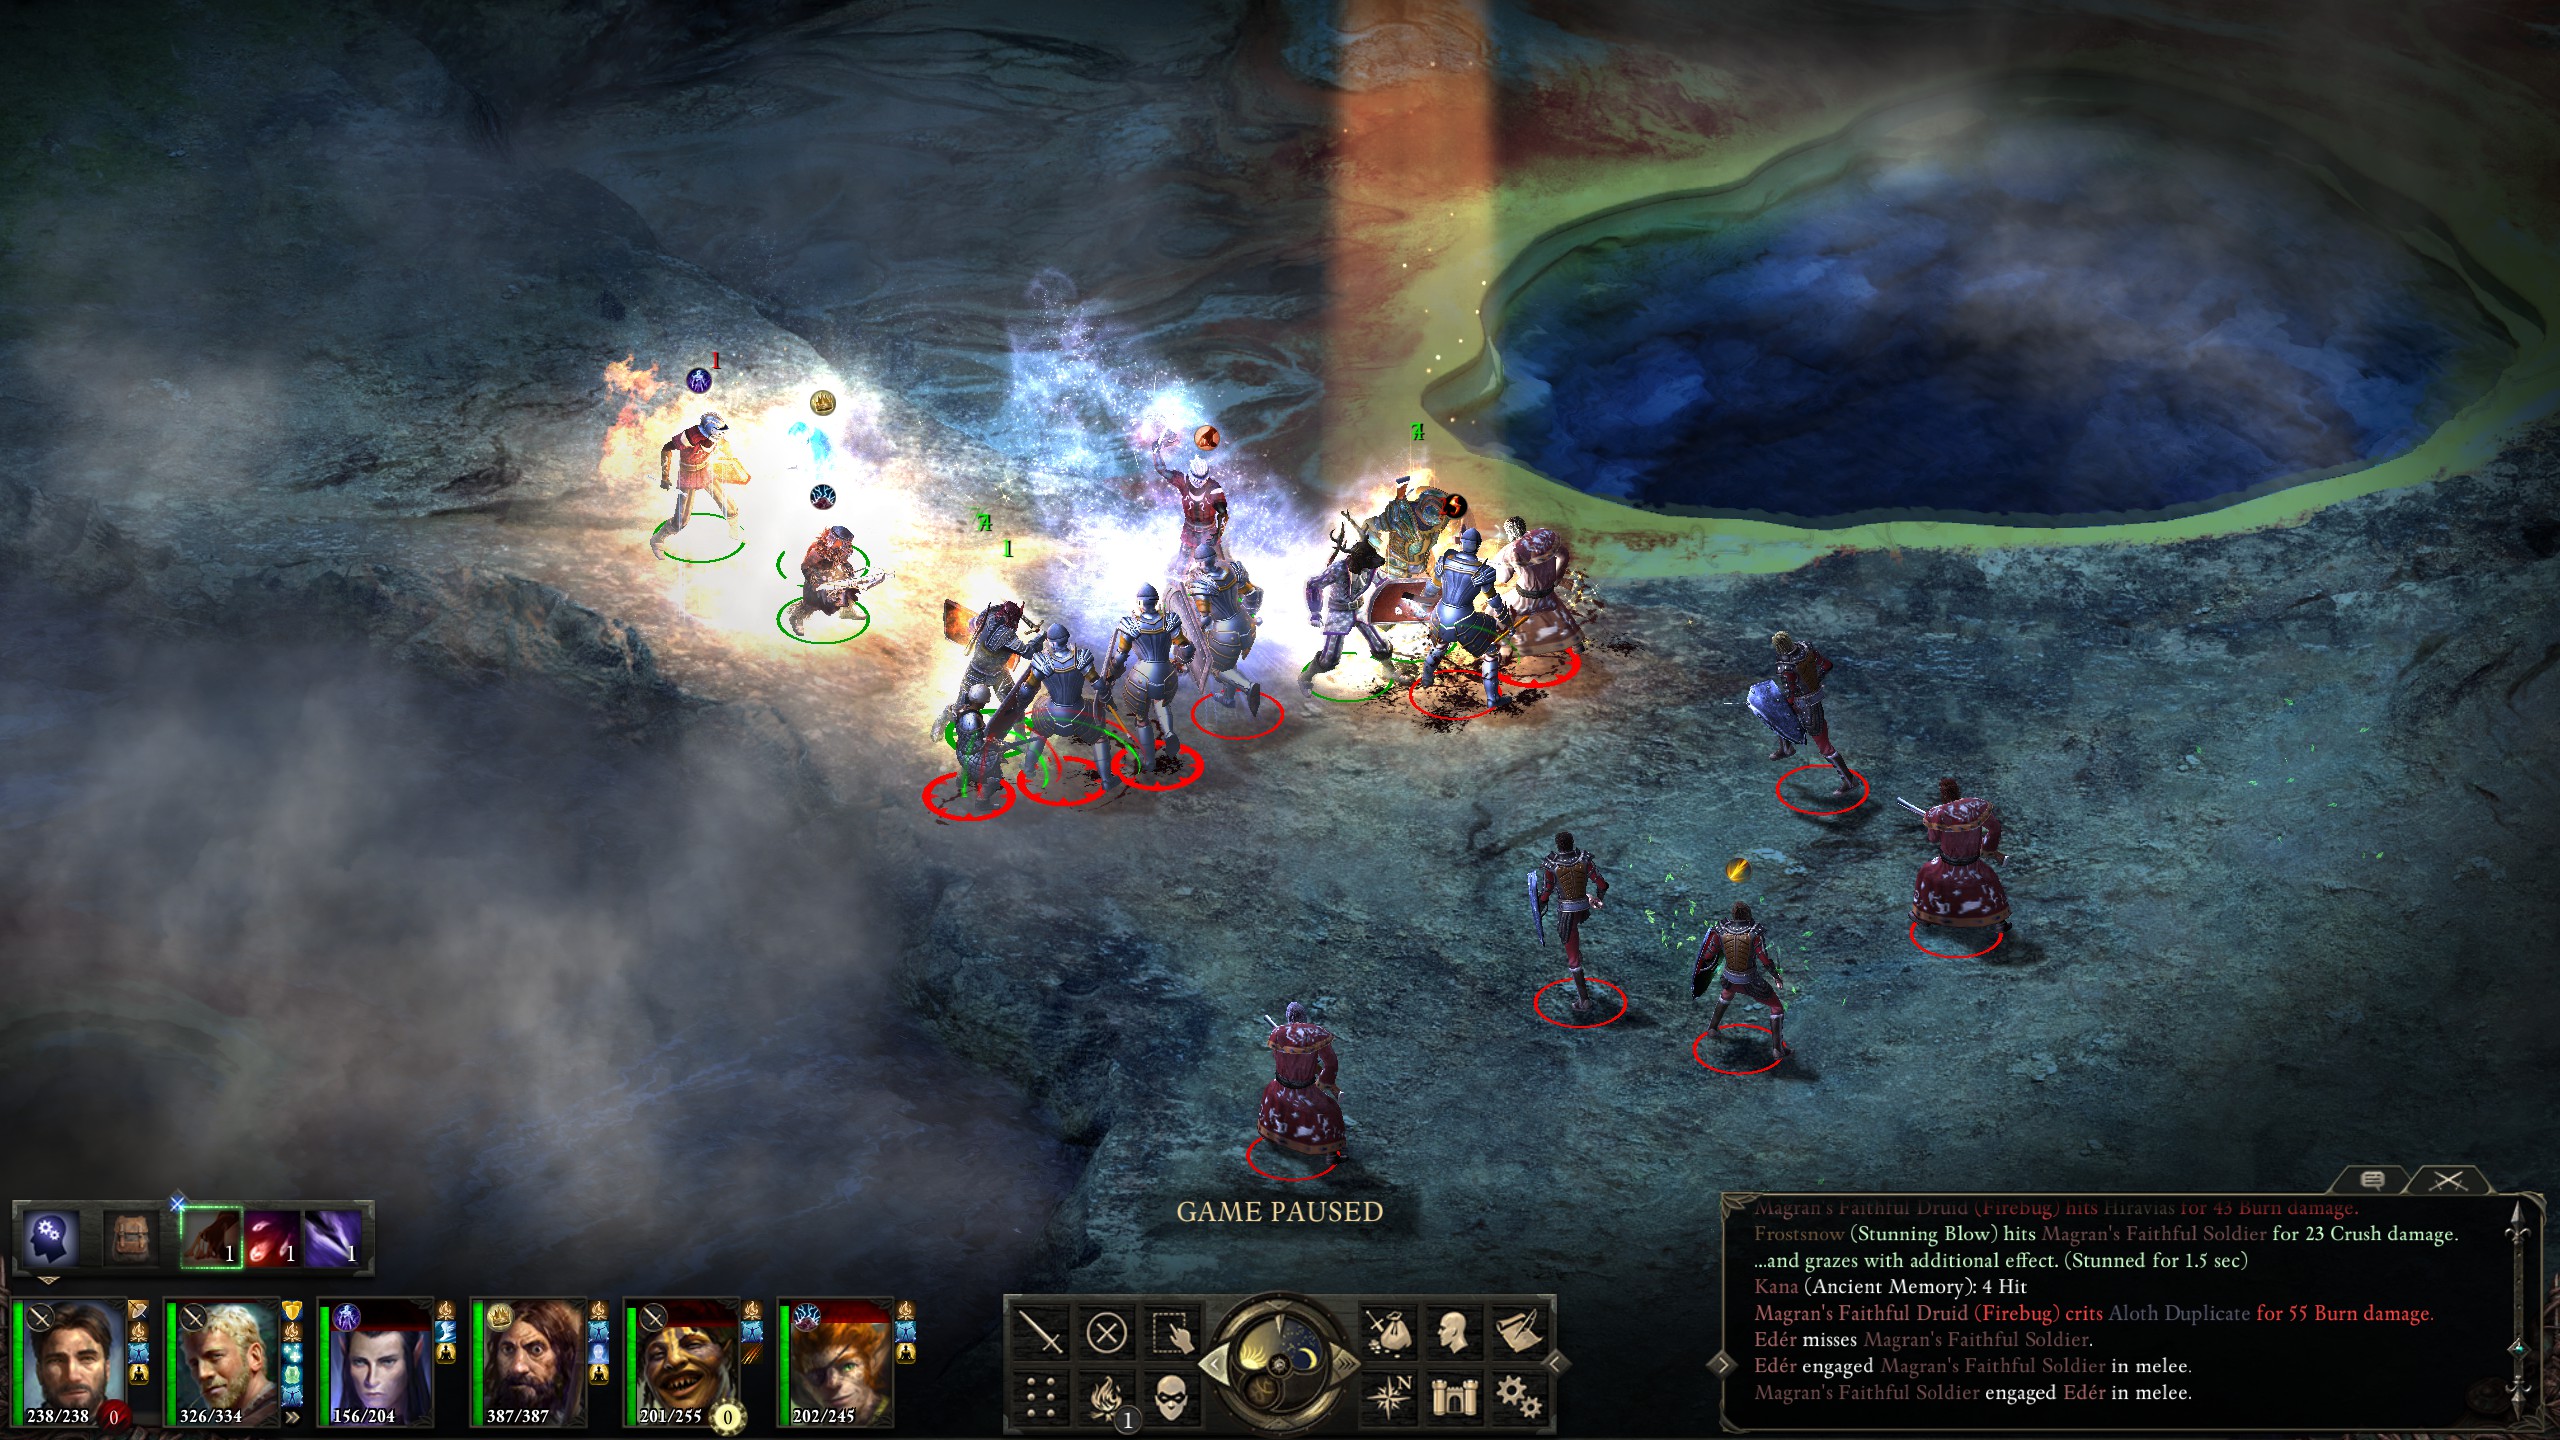 1
A
A
1
GAME PAUSED
1
1
1
Magran's Faithful Druid (Firebug) hits Hiravias for 43 Burn damage.
Frostsnow (Stunning Blow) hits Magran's Faithful Soldier for 23 Crush damage.
...and grazes with additional effect. (Stunned for 1.5 sec)
Kana (Ancient Memory): 4 Hit
Magran's Faithful Druid (Firebug) crits Aloth Duplicate for 55 Burn damage.
Edér misses Magran's Faithful Soldier.
Edér engaged Magran's Faithful Soldier in melee.
Magran's Faithful Soldier engaged Edér in melee.
238/238
0
326/334
156/204
387/387
201/255
0
202/245
1
N